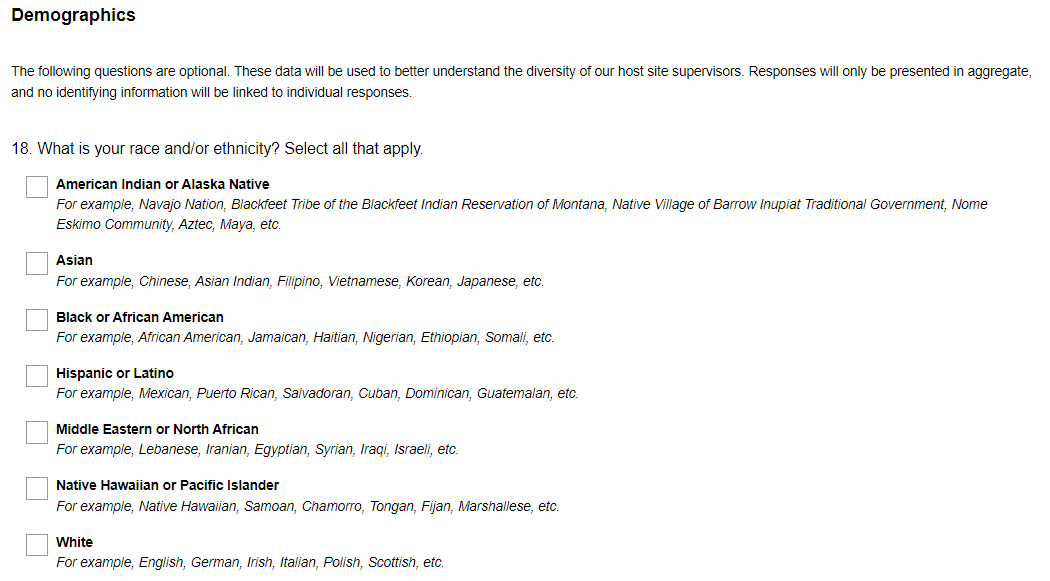 Demographics
The following questions are optional. These data will be used to better understand the diversity of our host site supervisors. Responses will only be presented in aggregate,
and no identifying information will be linked to individual responses.
18. What is your race and/or ethnicity? Select all that apply.
American Indian or Alaska Native
For example, Navajo Nation, Blackfeet Tribe of the Blackfeet Indian Reservation of Montana, Native Village of Barrow Inupiat Traditional Government, Nome
Eskimo Community, Aztec, Maya, etc.
Asian
For example, Chinese, Asian Indian, Filipino, Vietnamese, Korean, Japanese, etc.
Black or African American
For example, African American, Jamaican, Haitian, Nigerian, Ethiopian, Somali, etc.
Hispanic or Latino
For example, Mexican, Puerto Rican, Salvadoran, Cuban, Dominican, Guatemalan, etc.
Middle Eastern or North African
For example, Lebanese, Iranian, Egyptian, Syrian, Iraqi, Israeli, etc.
Native Hawaiian or Pacific Islander
For example, Native Hawaiian, Samoan, Chamorro, Tongan, Fijan, Marshallese, etc.
White
For example, English, German, Irish, Italian, Polish, Scottish, etc.